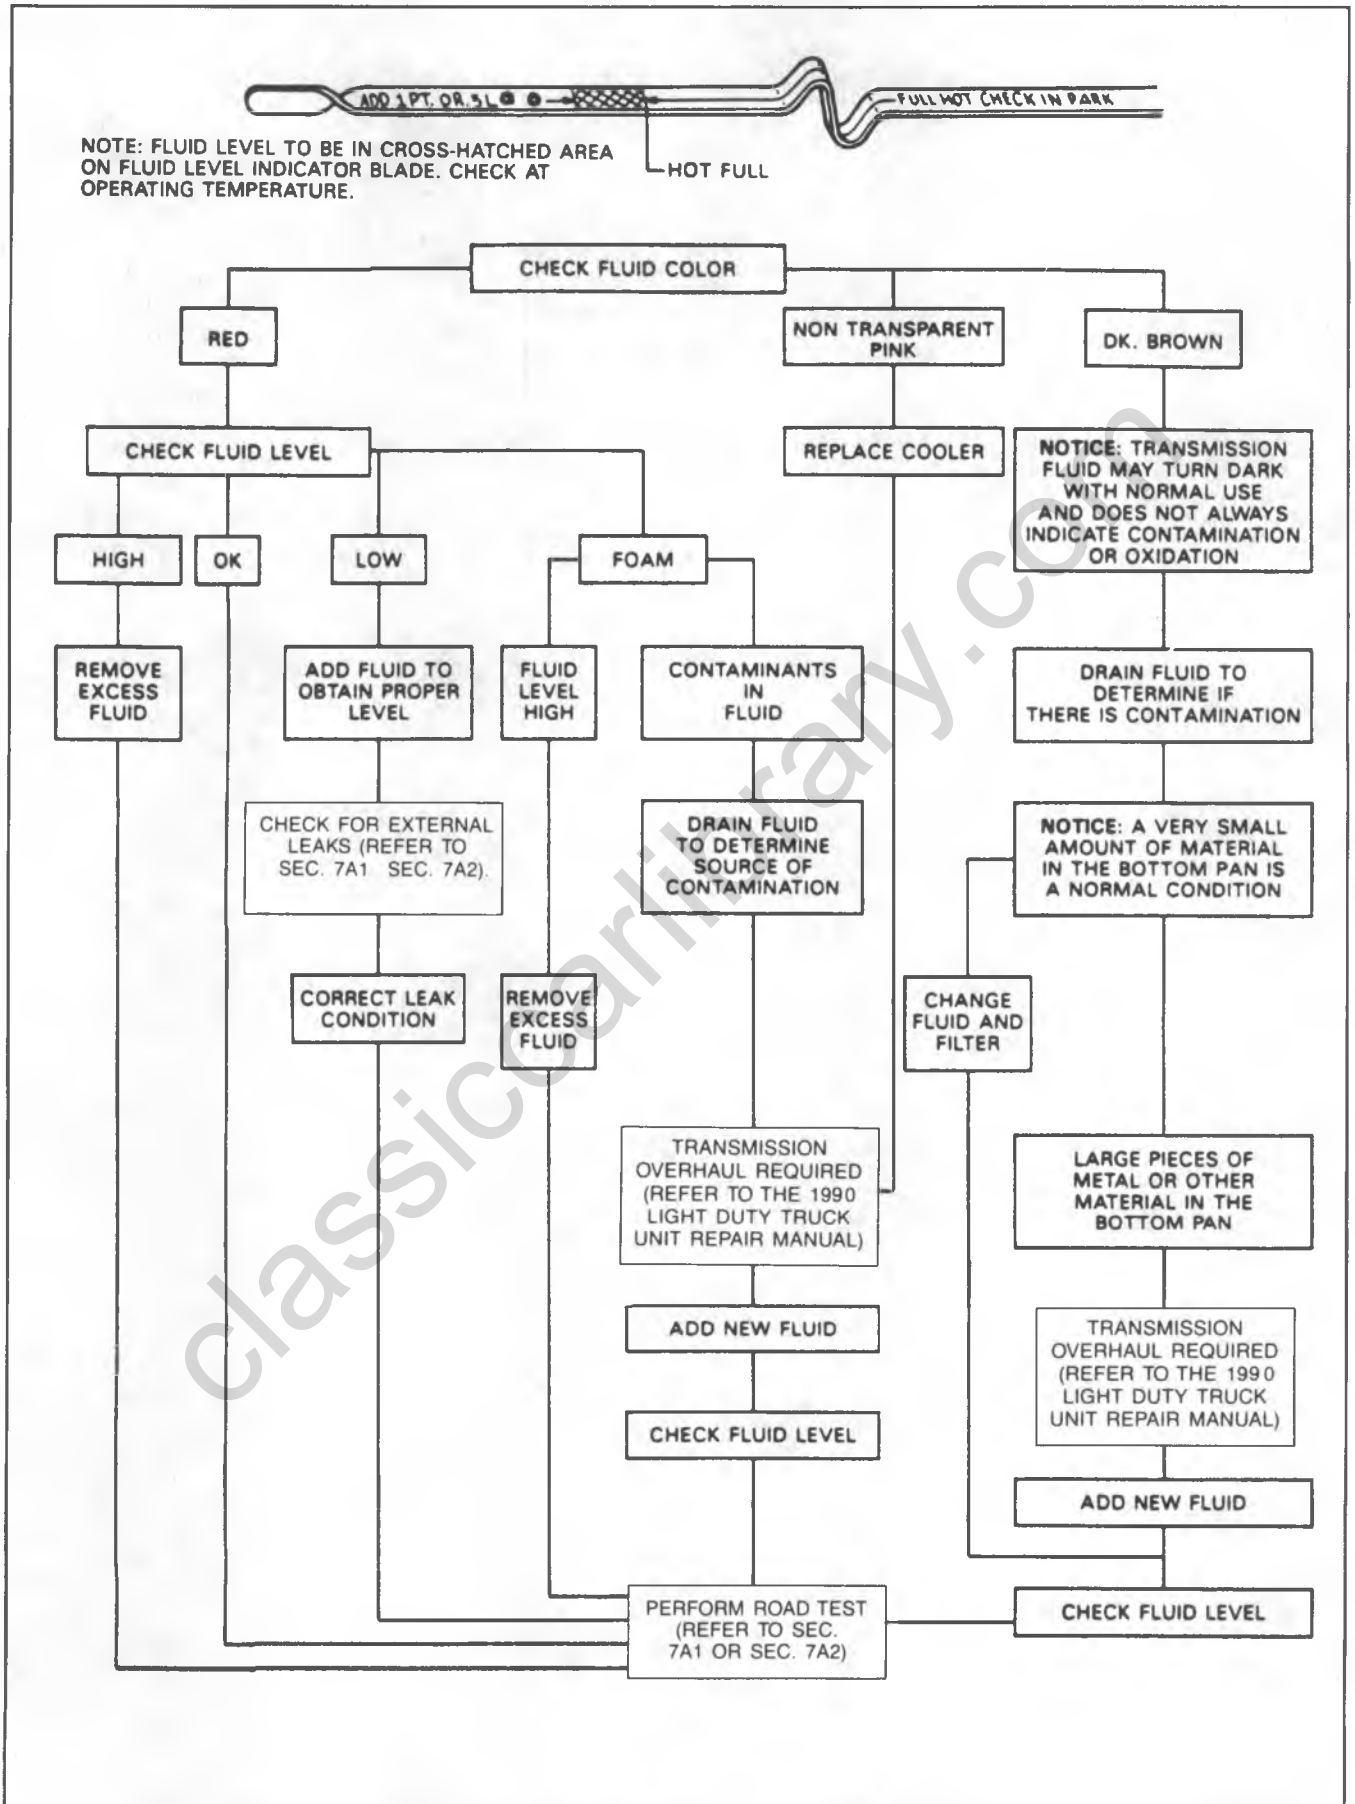 ADD 1 PT. OR .5 L
FULL HOT CHECK IN PARK
NOTE: FLUID LEVEL TO BE IN CROSS-HATCHED AREA
ON FLUID LEVEL INDICATOR BLADE. CHECK AT
OPERATING TEMPERATURE.
HOT FULL
CHECK FLUID COLOR
RED
NON TRANSPARENT
PINK
DK. BROWN
CHECK FLUID LEVEL
REPLACE COOLER
NOTICE: TRANSMISSION
FLUID MAY TURN DARK
WITH NORMAL USE
AND DOES NOT ALWAYS
INDICATE CONTAMINATION
OR OXIDATION
HIGH
OK
LOW
FOAM
REMOVE
EXCESS
FLUID
ADD FLUID TO
OBTAIN PROPER
LEVEL
FLUID
LEVEL
HIGH
CONTAMINANTS
IN
FLUID
DRAIN FLUID TO
DETERMINE IF
THERE IS CONTAMINATION
CHECK FOR EXTERNAL
LEAKS (REFER TO
SEC. 7A1 SEC. 7A2).
DRAIN FLUID
TO DETERMINE
SOURCE OF
CONTAMINATION
NOTICE: A VERY SMALL
AMOUNT OF MATERIAL
IN THE BOTTOM PAN IS
A NORMAL CONDITION
CORRECT LEAK
CONDITION
REMOVE
EXCESS
FLUID
CHANGE
FLUID AND
FILTER
TRANSMISSION
OVERHAUL REQUIRED
(REFER TO THE 1990
LIGHT DUTY TRUCK
UNIT REPAIR MANUAL)
LARGE PIECES OF
METAL OR OTHER
MATERIAL IN THE
BOTTOM PAN
ADD NEW FLUID
TRANSMISSION
OVERHAUL REQUIRED
(REFER TO THE 1990
LIGHT DUTY TRUCK
UNIT REPAIR MANUAL)
CHECK FLUID LEVEL
ADD NEW FLUID
PERFORM ROAD TEST
(REFER TO SEC.
7A1 OR SEC. 7A2)
CHECK FLUID LEVEL
classiccarlibrary.com